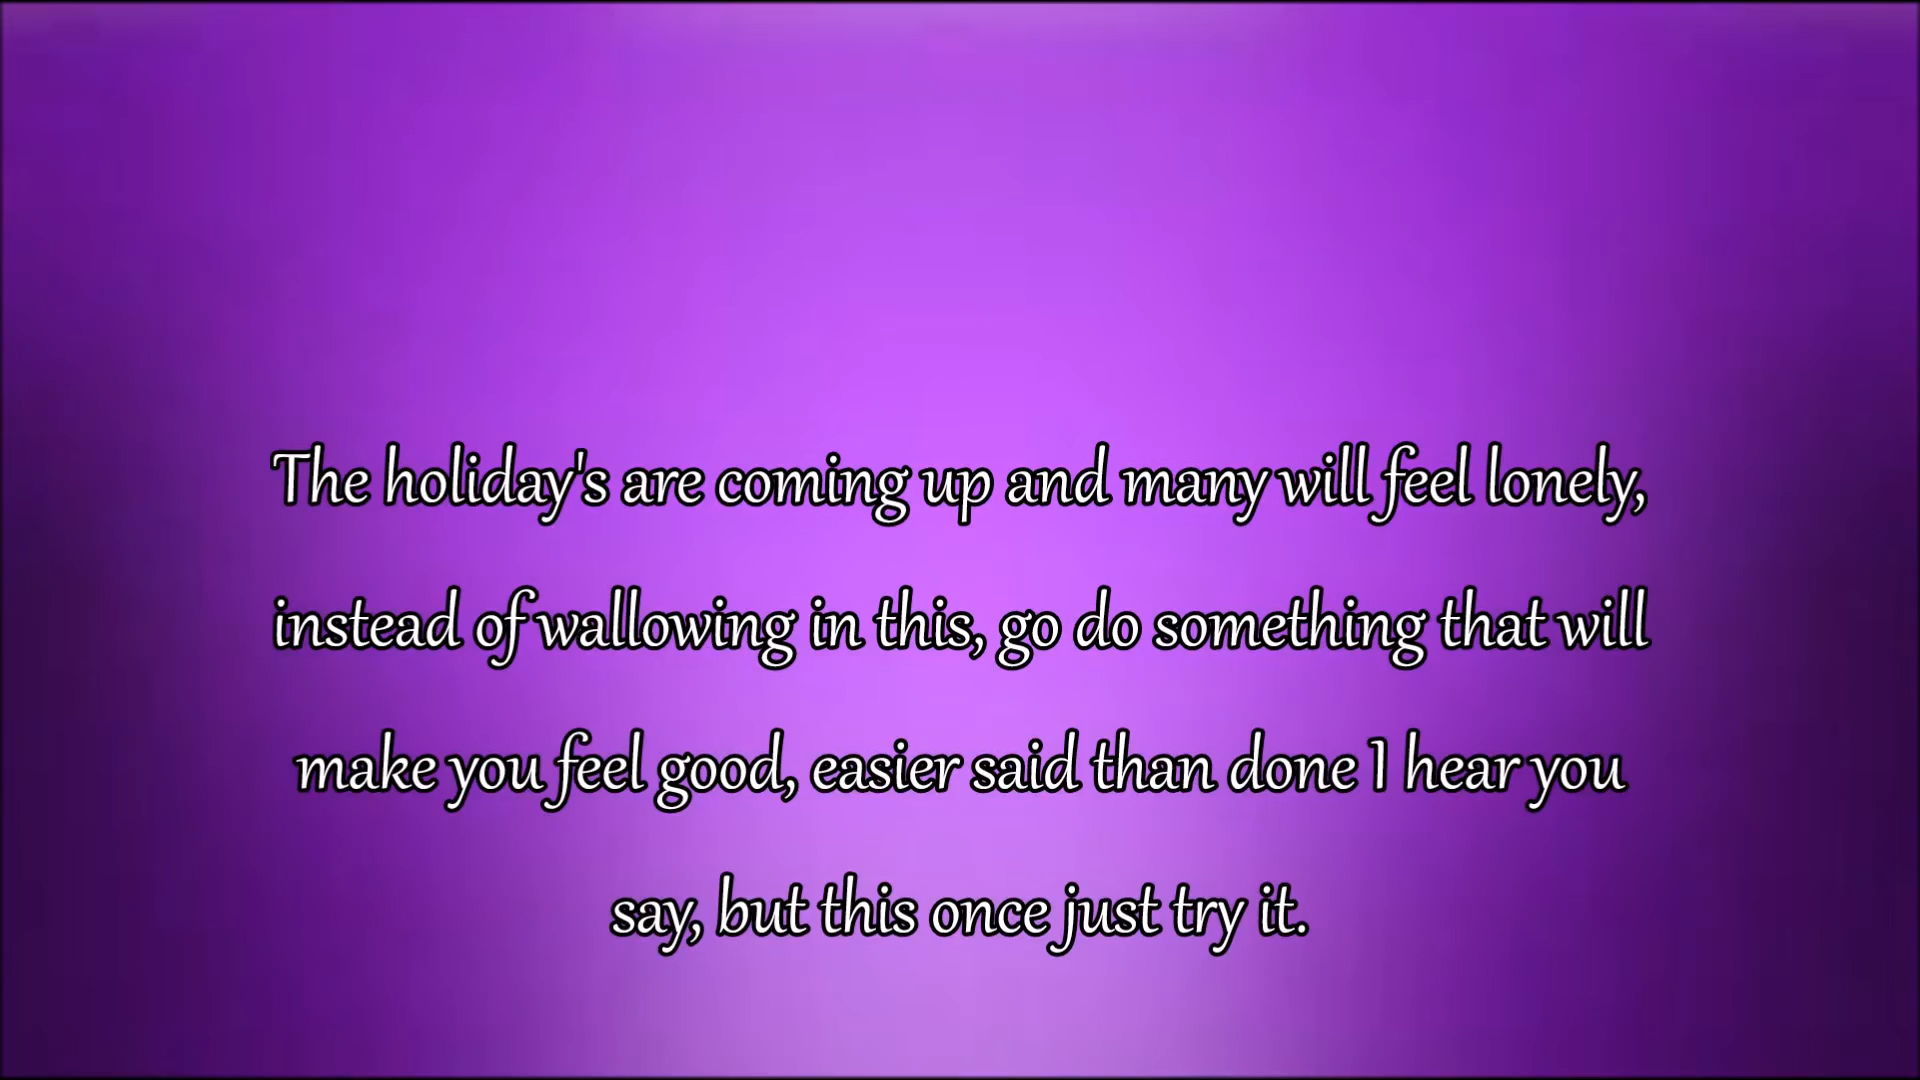 The holiday's are coming up and many will feel lonely,
instead of wallowing in this, go do something that will
make you feel good, easier said than done I hear you
say, but this once just try it.